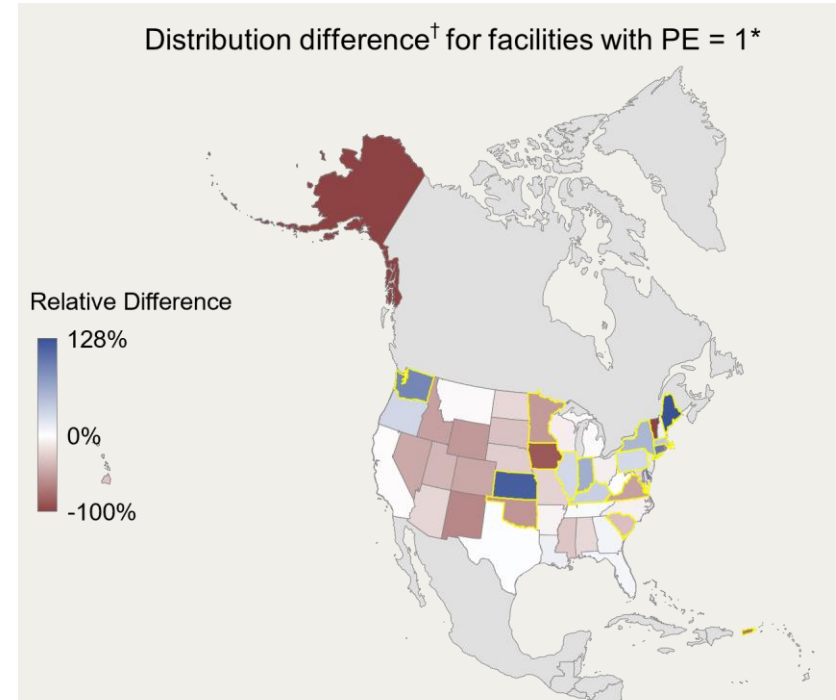 Distribution difference† for facilities with PE = 1*
Relative Difference
128%
0%
-100%